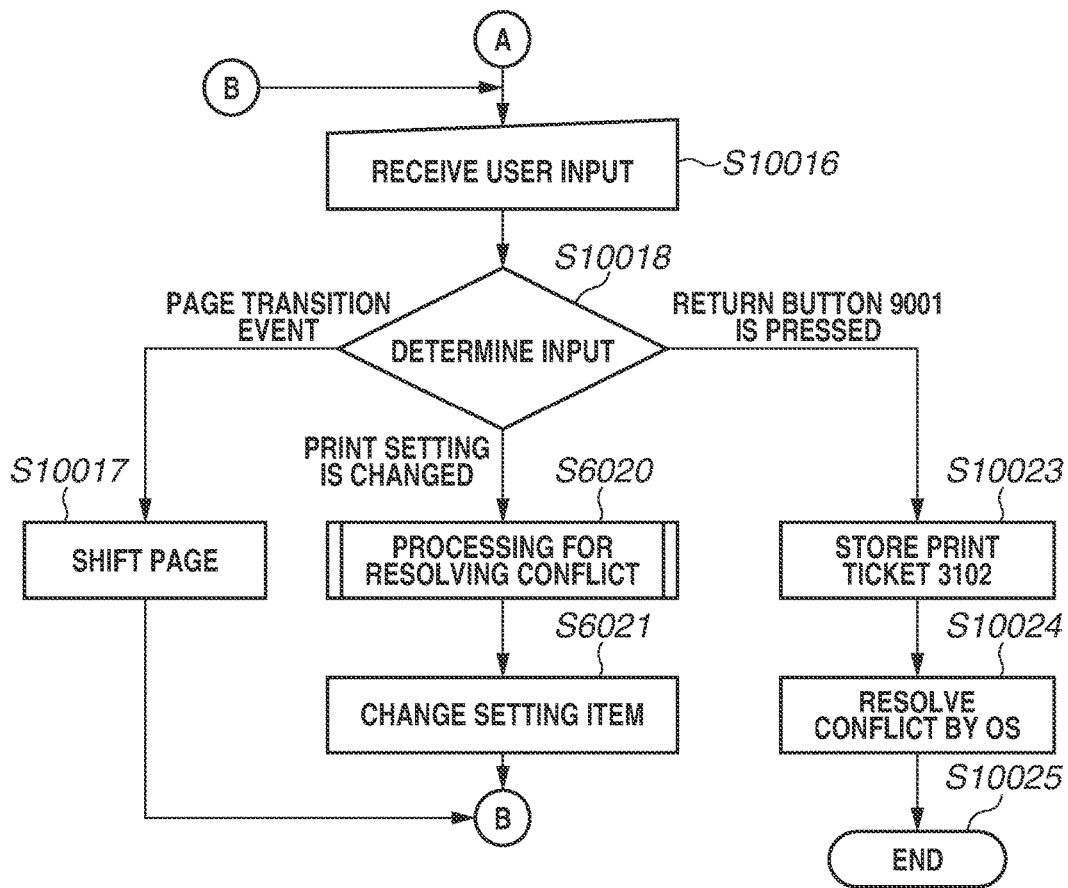 A
B
RECEIVE USER INPUT
S10016
S10018
PAGE TRANSITION
EVENT
DETERMINE INPUT
RETURN BUTTON 9001
IS PRESSED
PRINT SETTING
IS CHANGED
S10017
SHIFT PAGE
S6020
PROCESSING FOR
RESOLVING CONFLICT
S10023
STORE PRINT
TICKET 3102
S6021
CHANGE SETTING ITEM
S10024
RESOLVE
CONFLICT BY OS
B
S10025
END